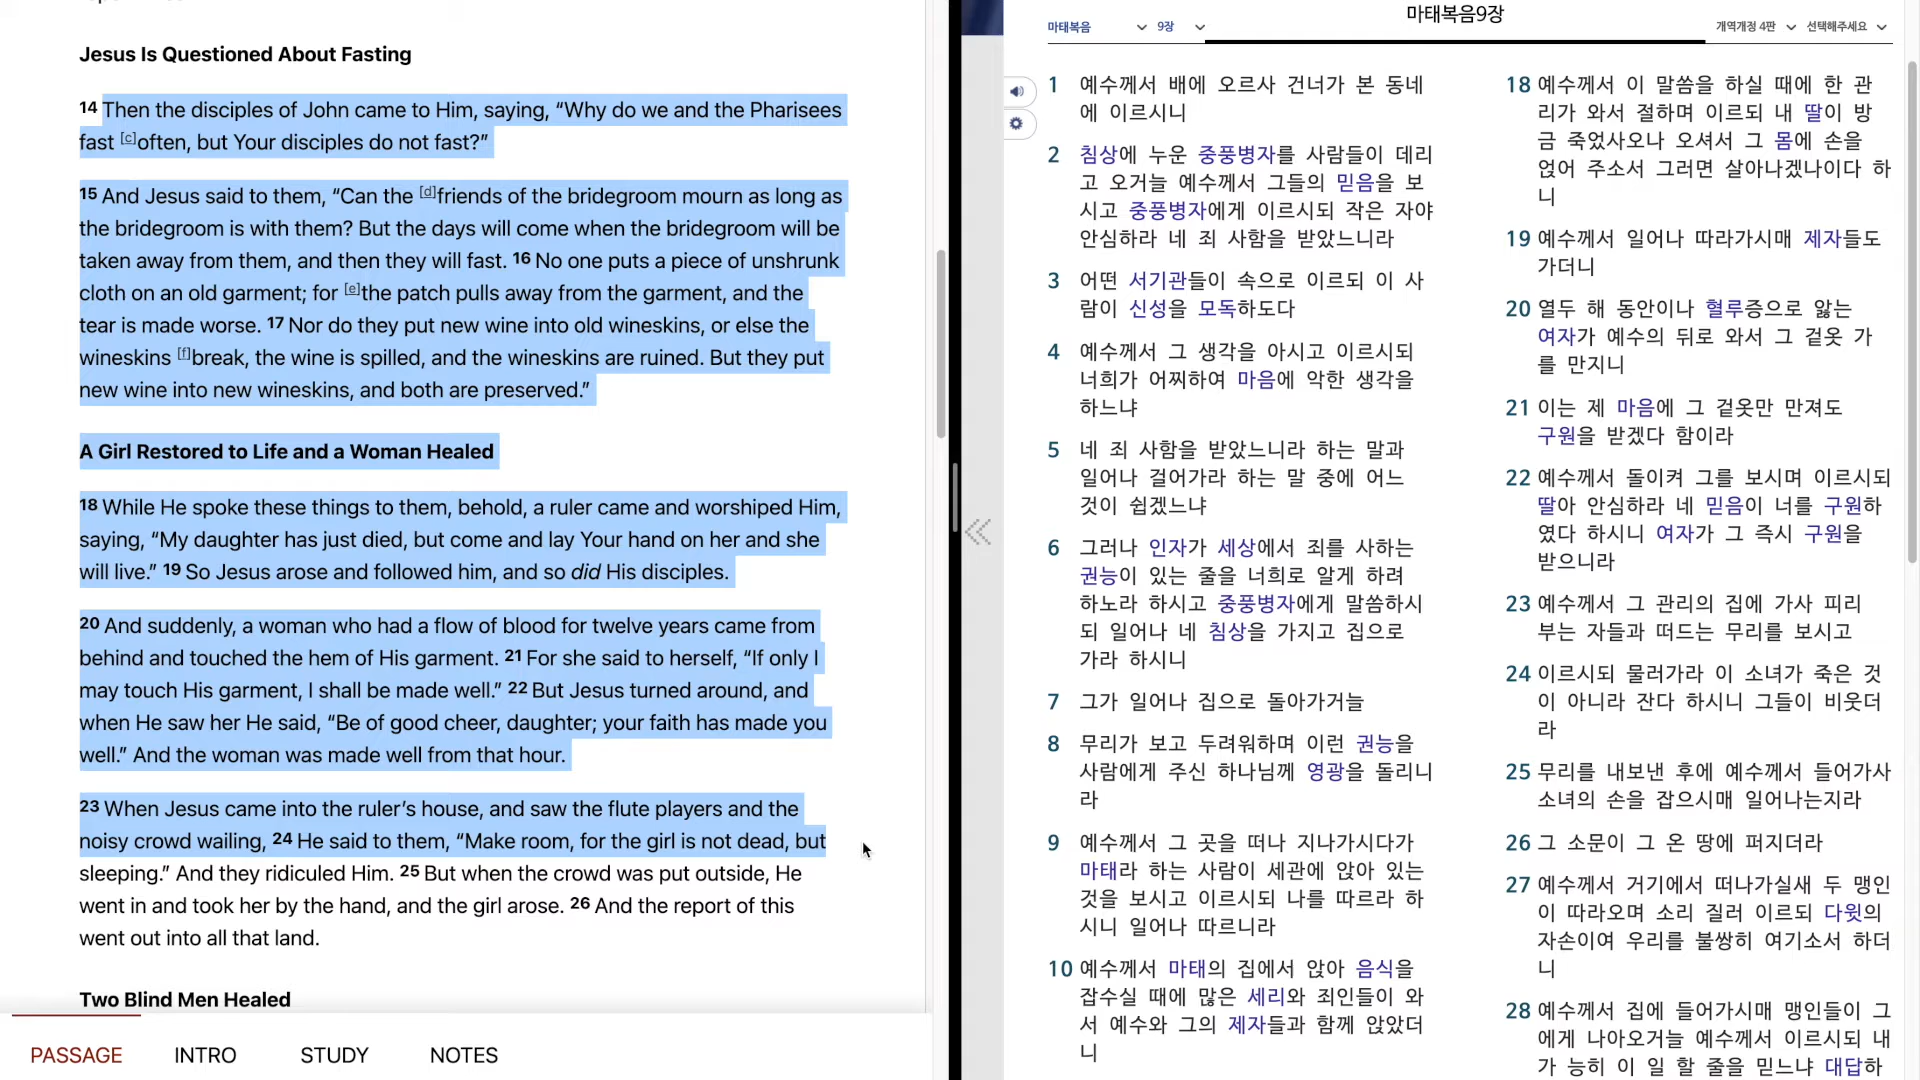 Jesus Is Questioned About Fasting
14 Then the disciples of John came to Him, saying, “Why do we and the Pharisees
fast [c]often, but Your disciples do not fast?”
15 And Jesus said to them, “Can the [d]friends of the bridegroom mourn as long as
the bridegroom is with them? But the days will come when the bridegroom will be
taken away from them, and then they will fast. 16 No one puts a piece of unshrunk
cloth on an old garment; for [e]the patch pulls away from the garment, and the
tear is made worse. 17 Nor do they put new wine into old wineskins, or else the
wineskins [f]break, the wine is spilled, and the wineskins are ruined. But they put
new wine into new wineskins, and both are preserved.”
A Girl Restored to Life and a Woman Healed
18 While He spoke these things to them, behold, a ruler came and worshiped Him,
saying, “My daughter has just died, but come and lay Your hand on her and she
will live.” 19 So Jesus arose and followed him, and so did His disciples.
20 And suddenly, a woman who had a flow of blood for twelve years came from
behind and touched the hem of His garment. 21 For she said to herself, “If only I
may touch His garment, I shall be made well.” 22 But Jesus turned around, and
when He saw her He said, “Be of good cheer, daughter; your faith has made you
well.” And the woman was made well from that hour.
23 When Jesus came into the ruler’s house, and saw the flute players and the
noisy crowd wailing, 24 He said to them, “Make room, for the girl is not dead, but
sleeping.” And they ridiculed Him. 25 But when the crowd was put outside, He
went in and took her by the hand, and the girl arose. 26 And the report of this
went out into all that land.
Two Blind Men Healed
PASSAGE INTRO STUDY NOTES
마태복음9장
마태복음 9장 개역개정 4판 선택해주세요
1 예수께서 배에 오르사 건너가 본 동네
에 이르시니
2 침상에 누운 중풍병자를 사람들이 데리
고 오거늘 예수께서 그들의 믿음을 보
시고 중풍병자에게 이르시되 작은 자야
안심하라 네 죄 사함을 받았느니라
3 어떤 서기관들이 속으로 이르되 이 사
람이 신성을 모독하도다
4 예수께서 그 생각을 아시고 이르시되
너희가 어찌하여 마음에 악한 생각을
하느냐
5 네 죄 사함을 받았느니라 하는 말과
일어나 걸어가라 하는 말 중에 어느
것이 쉽겠느냐
6 그러나 인자가 세상에서 죄를 사하는
권능이 있는 줄을 너희로 알게 하려
하노라 하시고 중풍병자에게 말씀하시
되 일어나 네 침상을 가지고 집으로
가라 하시니
7 그가 일어나 집으로 돌아가거늘
8 무리가 보고 두려워하며 이런 권능을
사람에게 주신 하나님께 영광을 돌리니
라
9 예수께서 그 곳을 떠나 지나가시다가
마태라 하는 사람이 세관에 앉아 있는
것을 보시고 이르시되 나를 따르라 하
시니 일어나 따르니라
10 예수께서 마태의 집에서 앉아 음식을
잡수실 때에 많은 세리와 죄인들이 와
서 예수와 그의 제자들과 함께 앉았더
니
18 예수께서 이 말씀을 하실 때에 한 관
리가 와서 절하며 이르되 내 딸이 방
금 죽었사오나 오셔서 그 몸에 손을
얹어 주소서 그러면 살아나겠나이다 하
니
19 예수께서 일어나 따라가시매 제자들도
가더니
20 열두 해 동안이나 혈루증으로 앓는
여자가 예수의 뒤로 와서 그 겉옷 가
를 만지니
21 이는 제 마음에 그 겉옷만 만져도
구원을 받겠다 함이라
22 예수께서 돌이켜 그를 보시며 이르시되
딸아 안심하라 네 믿음이 너를 구원하
였다 하시니 여자가 그 즉시 구원을
받으니라
23 예수께서 그 관리의 집에 가사 피리
부는 자들과 떠드는 무리를 보시고
24 이르시되 물러가라 이 소녀가 죽은 것
이 아니라 잔다 하시니 그들이 비웃더
라
25 무리를 내보낸 후에 예수께서 들어가사
소녀의 손을 잡으시매 일어나는지라
26 그 소문이 그 온 땅에 퍼지더라
27 예수께서 거기에서 떠나가실새 두 맹인
이 따라오며 소리 질러 이르되 다윗의
자손이여 우리를 불쌍히 여기소서 하더
니
28 예수께서 집에 들어가시매 맹인들이 그
에게 나아오거늘 예수께서 이르시되 내
가 능히 이 일 할 줄을 믿느냐 대답하